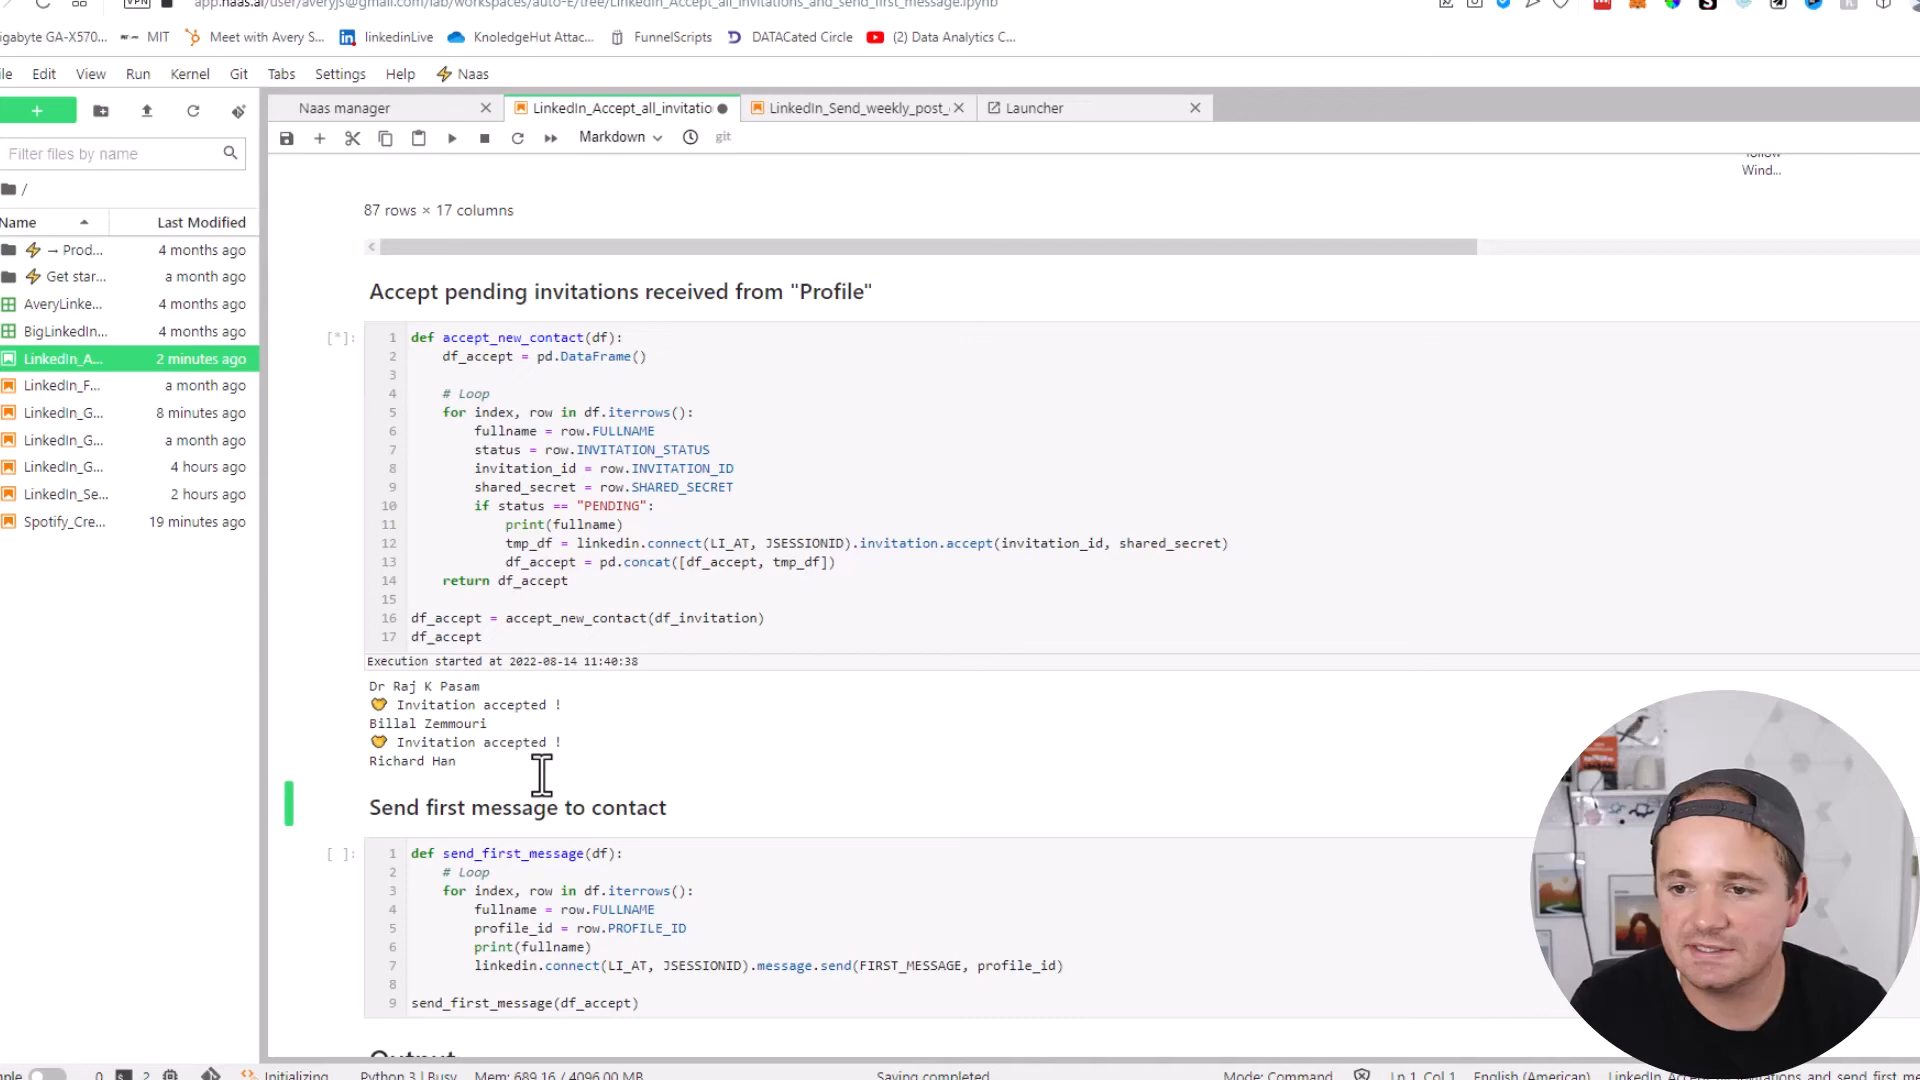 app.naas.ai/user/averyjs@gmail.com/lab/workspaces/auto-E/tree/LinkedIn_Accept_all_invitations_and_send_first_message.ipynb
VPN
igabyte GA-X570...
MIT
Meet with Avery S...
linkedinLive
KnoledgeHut Attac...
FunnelScripts
DATACated Circle
(2) Data Analytics C...
ile Edit View Run Kernel Git Tabs Settings Help Naas
Naas manager
LinkedIn_Accept_all_invitatio
LinkedIn_Send_weekly_post_
Launcher
Markdown
git
Filter files by name
/
Name Last Modified
→ Prod... 4 months ago
Get star... a month ago
AveryLinke... 4 months ago
BigLinkedIn... 4 months ago
LinkedIn_A... 2 minutes ago
LinkedIn_F... a month ago
LinkedIn_G... 8 minutes ago
LinkedIn_G... a month ago
LinkedIn_G... 4 hours ago
LinkedIn_Se... 2 hours ago
Spotify_Cre... 19 minutes ago
follow
Wind...
87 rows × 17 columns
Accept pending invitations received from "Profile"
[*]:
1 def accept_new_contact(df):
2 df_accept = pd.DataFrame()
3
4 # Loop
5 for index, row in df.iterrows():
6 fullname = row.FULLNAME
7 status = row.INVITATION_STATUS
8 invitation_id = row.INVITATION_ID
9 shared_secret = row.SHARED_SECRET
10 if status == "PENDING":
11 print(fullname)
12 tmp_df = linkedin.connect(LI_AT, JSESSIONID).invitation.accept(invitation_id, shared_secret)
13 df_accept = pd.concat([df_accept, tmp_df])
14 return df_accept
15
16 df_accept = accept_new_contact(df_invitation)
17 df_accept
Execution started at 2022-08-14 11:40:38
Dr Raj K Pasam
Invitation accepted !
Billal Zemmouri
Invitation accepted !
Richard Han
Send first message to contact
[ ]:
1 def send_first_message(df):
2 # Loop
3 for index, row in df.iterrows():
4 fullname = row.FULLNAME
5 profile_id = row.PROFILE_ID
6 print(fullname)
7 linkedin.connect(LI_AT, JSESSIONID).message.send(FIRST_MESSAGE, profile_id)
8
9 send_first_message(df_accept)
Output
mple 0 2 Initializing Python 3 | Busy Mem: 689.16 / 4096.00 MB Saving completed Mode: Command Ln 1, Col 1 English (American) LinkedIn_Accept_all_invitations_and_send_first_me